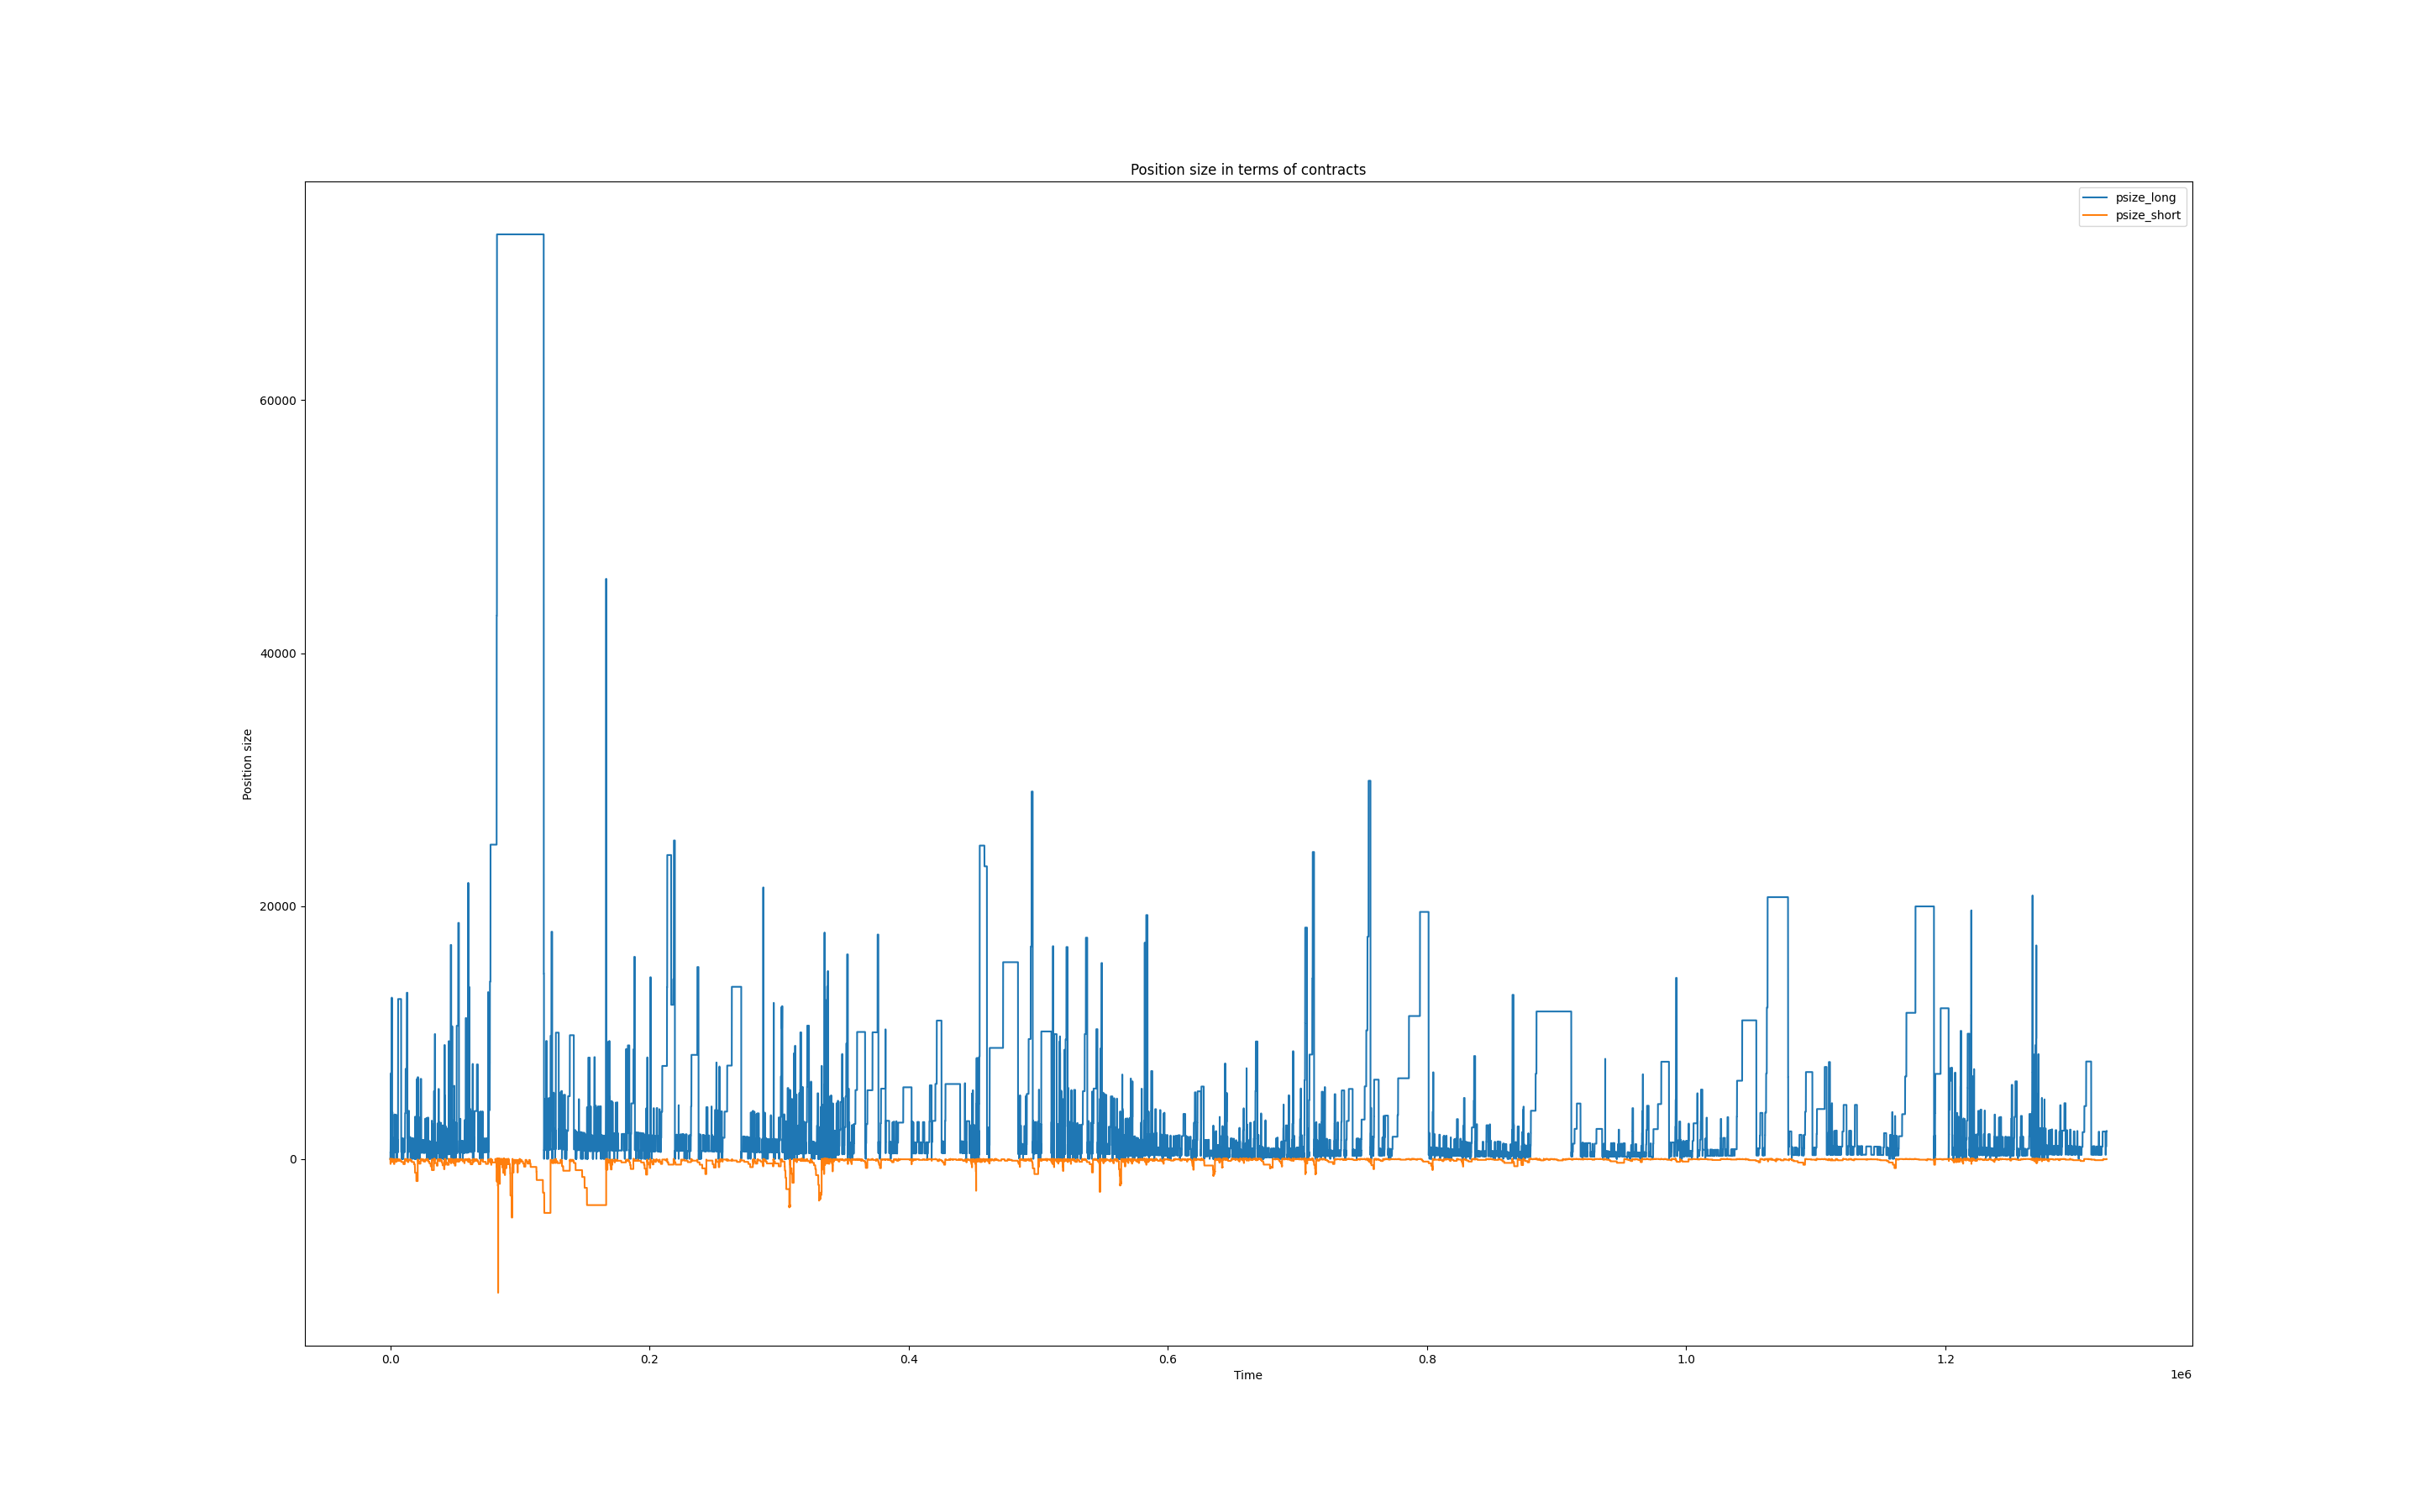 Position size in terms of contracts
psize_long
psize_short
60000
40000
20000
0
Position size
0.0
0.2
0.4
0.6
0.8
1.0
1.2
1e6
Time